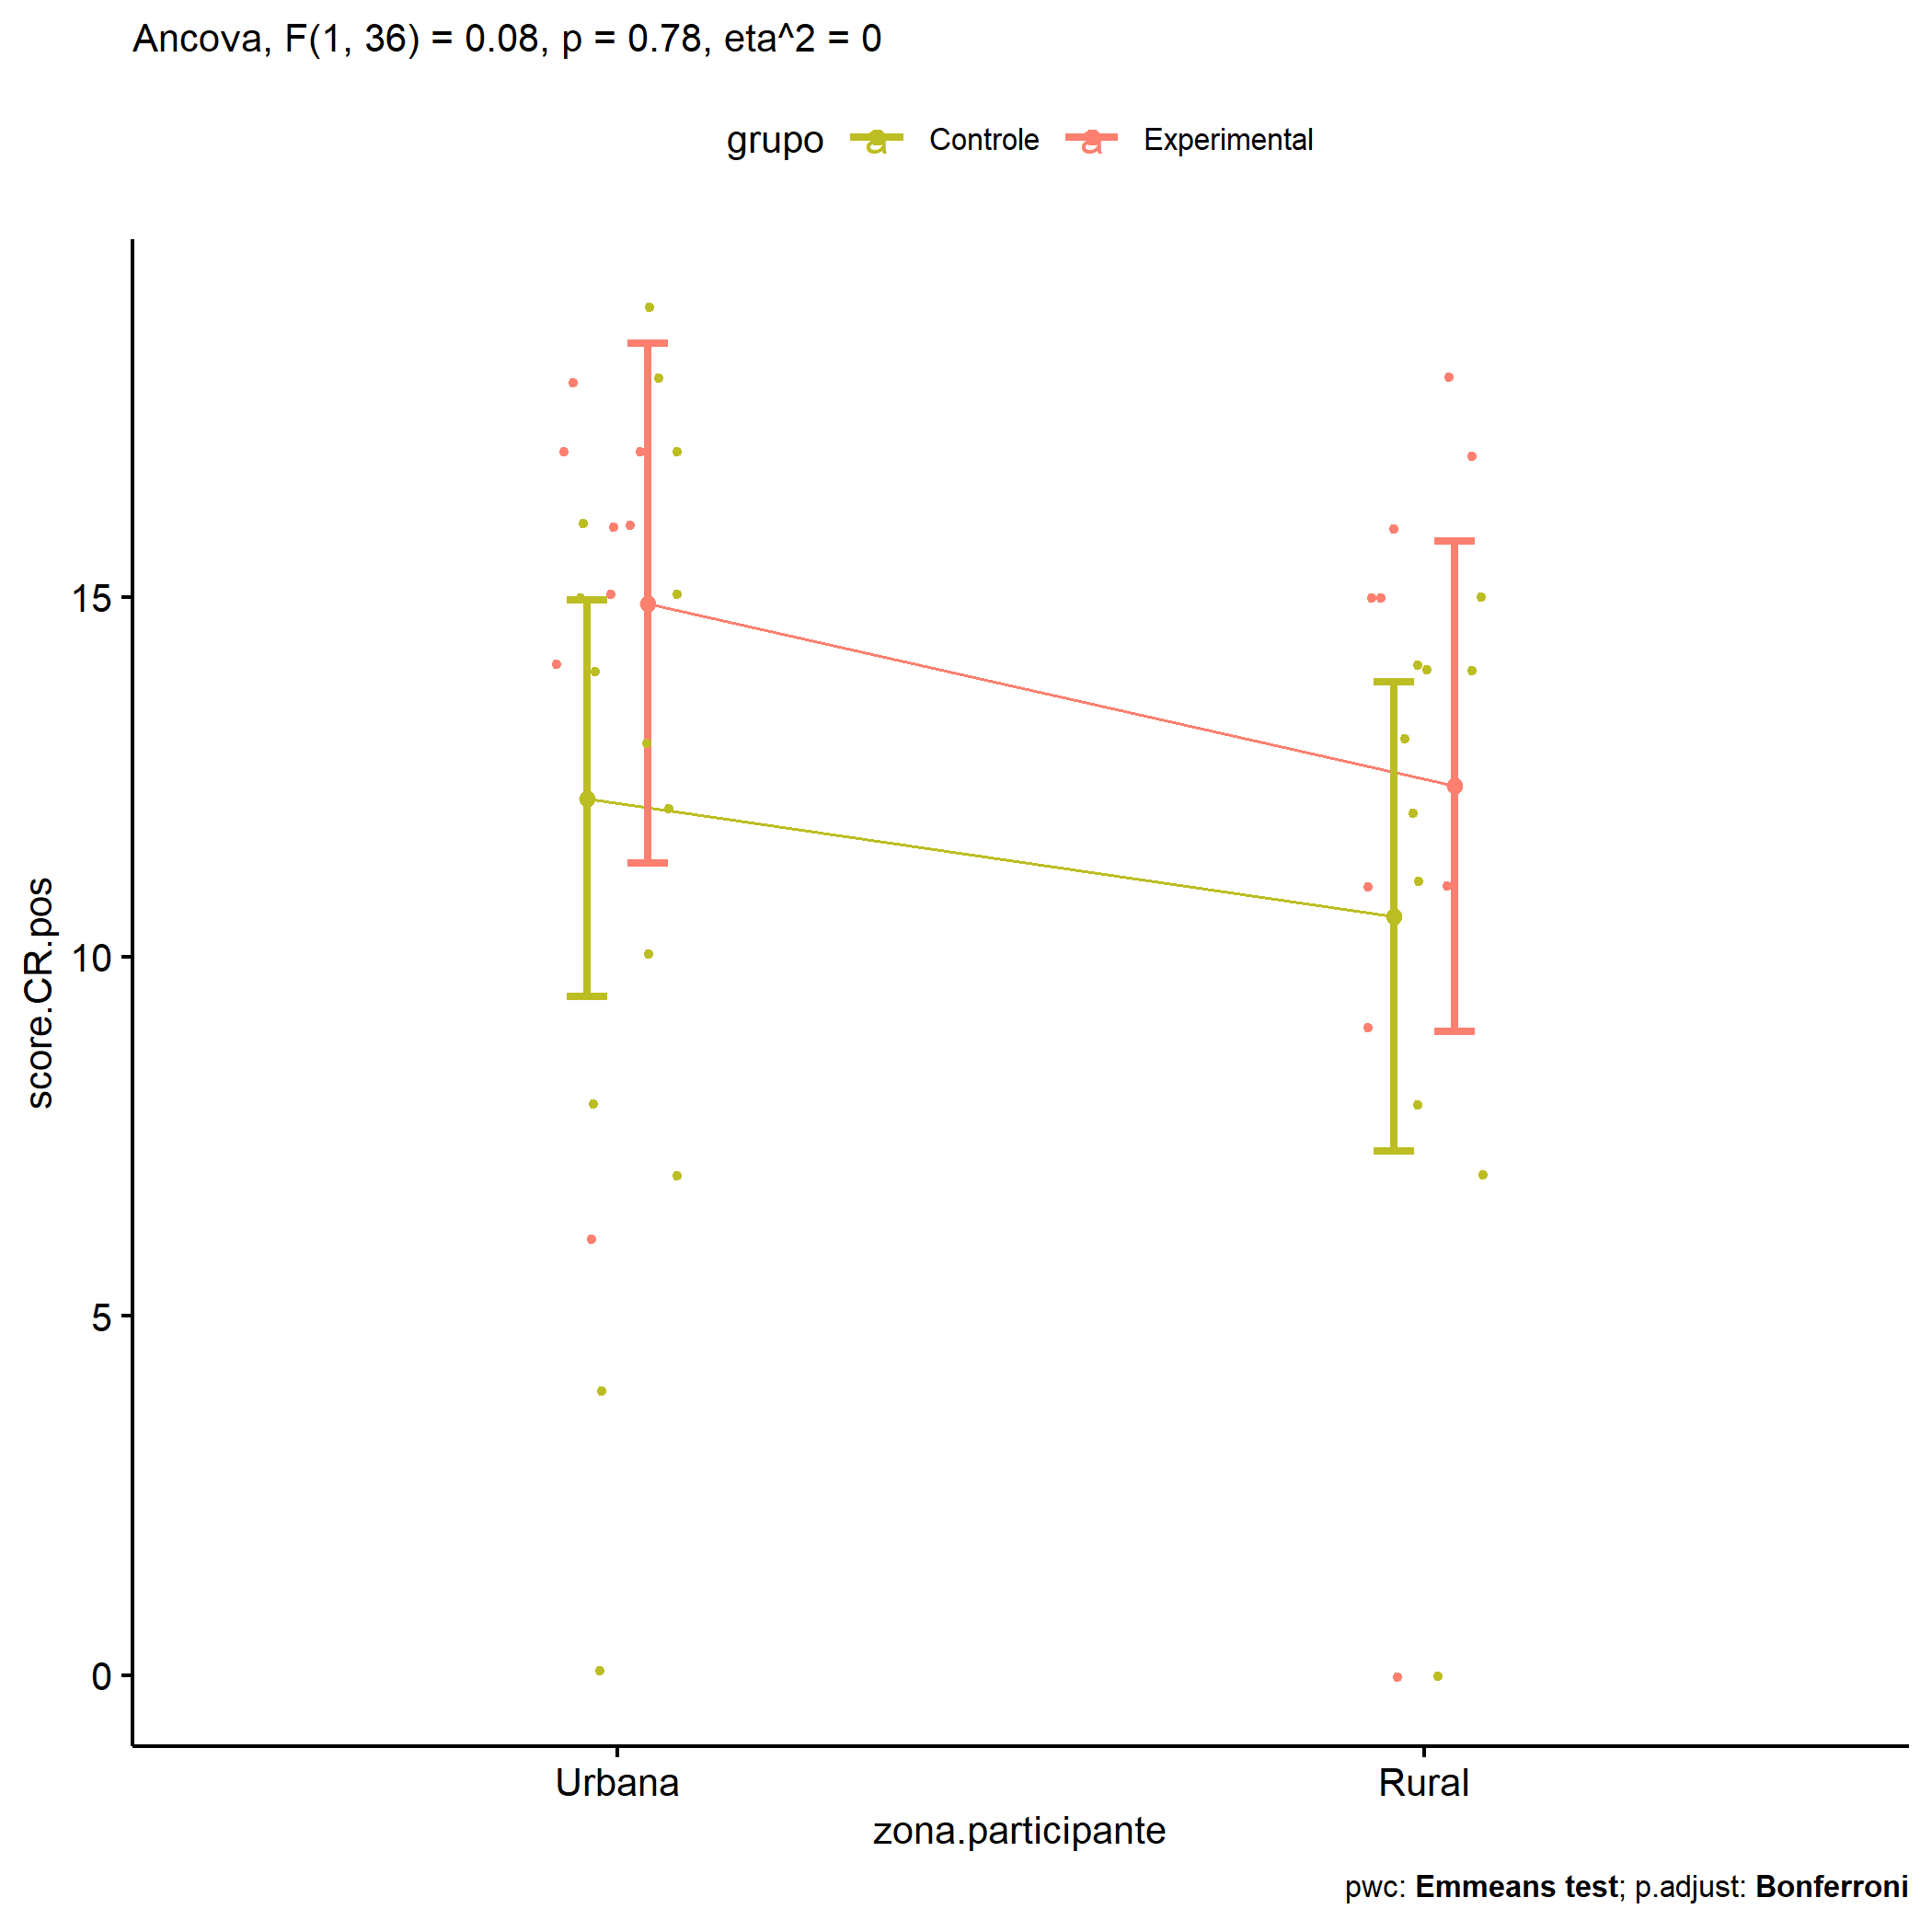 Ancova, F(1, 36) = 0.08, p = 0.78, eta^2 = 0
grupo a Controle a Experimental
score.CR.pos
15
10
5
0
Urbana Rural
zona.participante
pwc: Emmeans test; p.adjust: Bonferroni